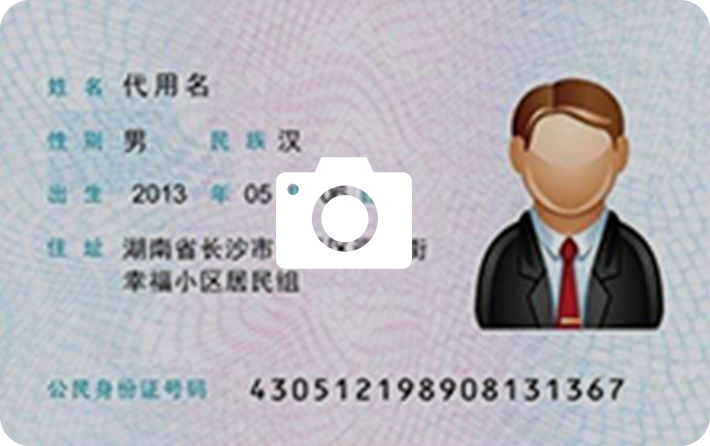 姓名 代用名
性别 男 民族 汉
出生 2013 年 05
住址 湖南省长沙市 街
幸福小区居民组
公民身份证号码 430512198908131367